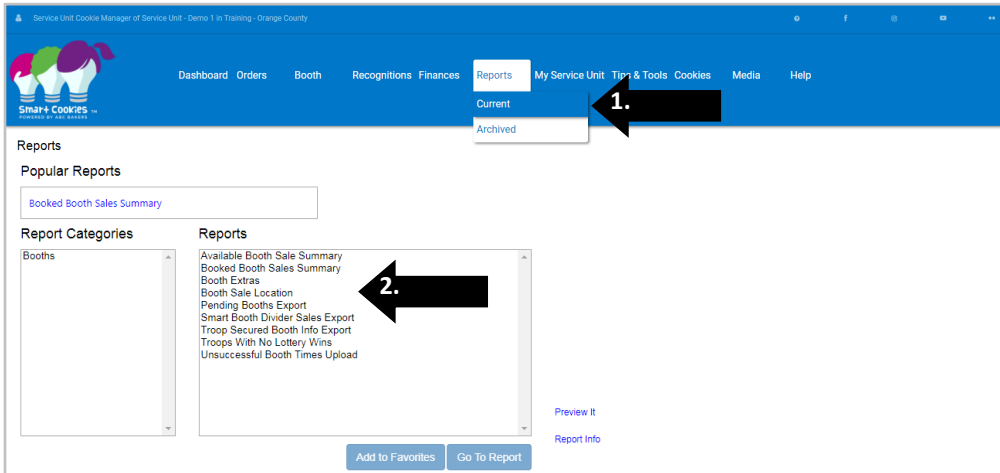 Service Unit Cookie Manager of Service Unit - Demo 1 in Training - Orange County
Smart Cookies TM
POWERED BY ABC BAKERS
Dashboard Orders Booth Recognitions Finances Reports My Service Unit Tips & Tools Cookies Media Help
Current
1.
Archived
Reports
Popular Reports
Booked Booth Sales Summary
Report Categories
Reports
Booths
Available Booth Sale Summary
Booked Booth Sales Summary
Booth Extras
Booth Sale Location
2.
Pending Booths Export
Smart Booth Divider Sales Export
Troop Secured Booth Info Export
Troops With No Lottery Wins
Unsuccessful Booth Times Upload
Preview It
Report Info
Add to Favorites
Go To Report